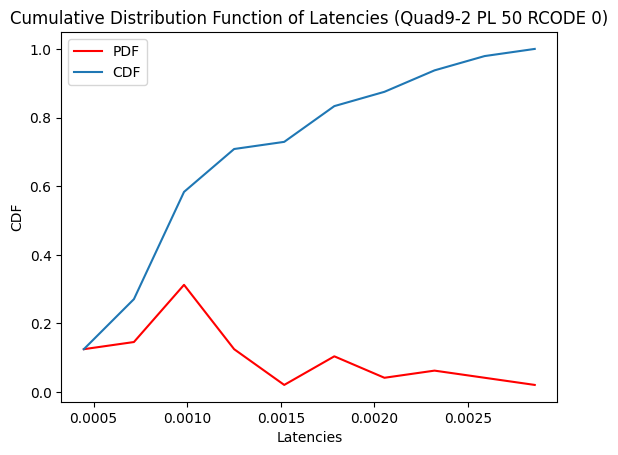 Cumulative Distribution Function of Latencies (Quad9-2 PL 50 RCODE 0)
PDF
CDF
1.0
0.8
0.6
0.4
0.2
0.0
CDF
0.0005 0.0010 0.0015 0.0020 0.0025
Latencies